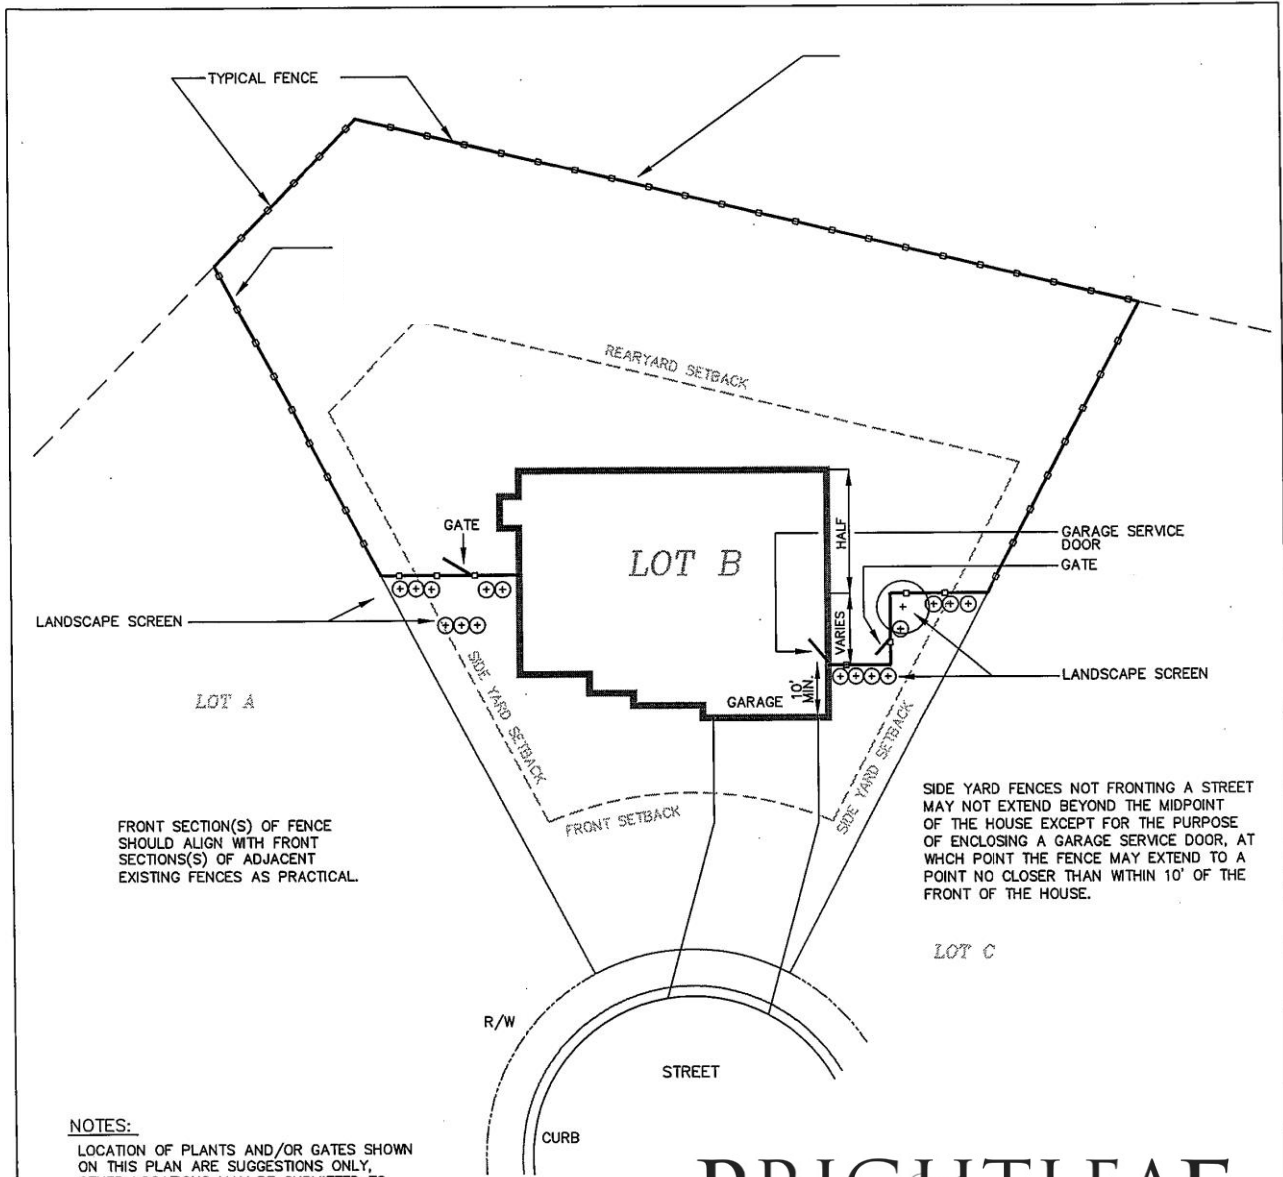 TYPICAL FENCE
REARYARD SETBACK
GATE
HALF
GARAGE SERVICE
DOOR
LOT B
GATE
LANDSCAPE SCREEN
VARIES
SIDE YARD SETBACK
LOT A
GARAGE
10'
MIN.
LANDSCAPE SCREEN
SIDE YARD SETBACK
FRONT SETBACK
SIDE YARD FENCES NOT FRONTING A STREET
MAY NOT EXTEND BEYOND THE MIDPOINT
OF THE HOUSE EXCEPT FOR THE PURPOSE
OF ENCLOSING A GARAGE SERVICE DOOR, AT
WHCH POINT THE FENCE MAY EXTEND TO A
POINT NO CLOSER THAN WITHIN 10' OF THE
FRONT OF THE HOUSE.
FRONT SECTION(S) OF FENCE
SHOULD ALIGN WITH FRONT
SECTIONS(S) OF ADJACENT
EXISTING FENCES AS PRACTICAL.
LOT C
R/W
STREET
CURB
NOTES:
LOCATION OF PLANTS AND/OR GATES SHOWN
ON THIS PLAN ARE SUGGESTIONS ONLY,
BRIGHTLEAF